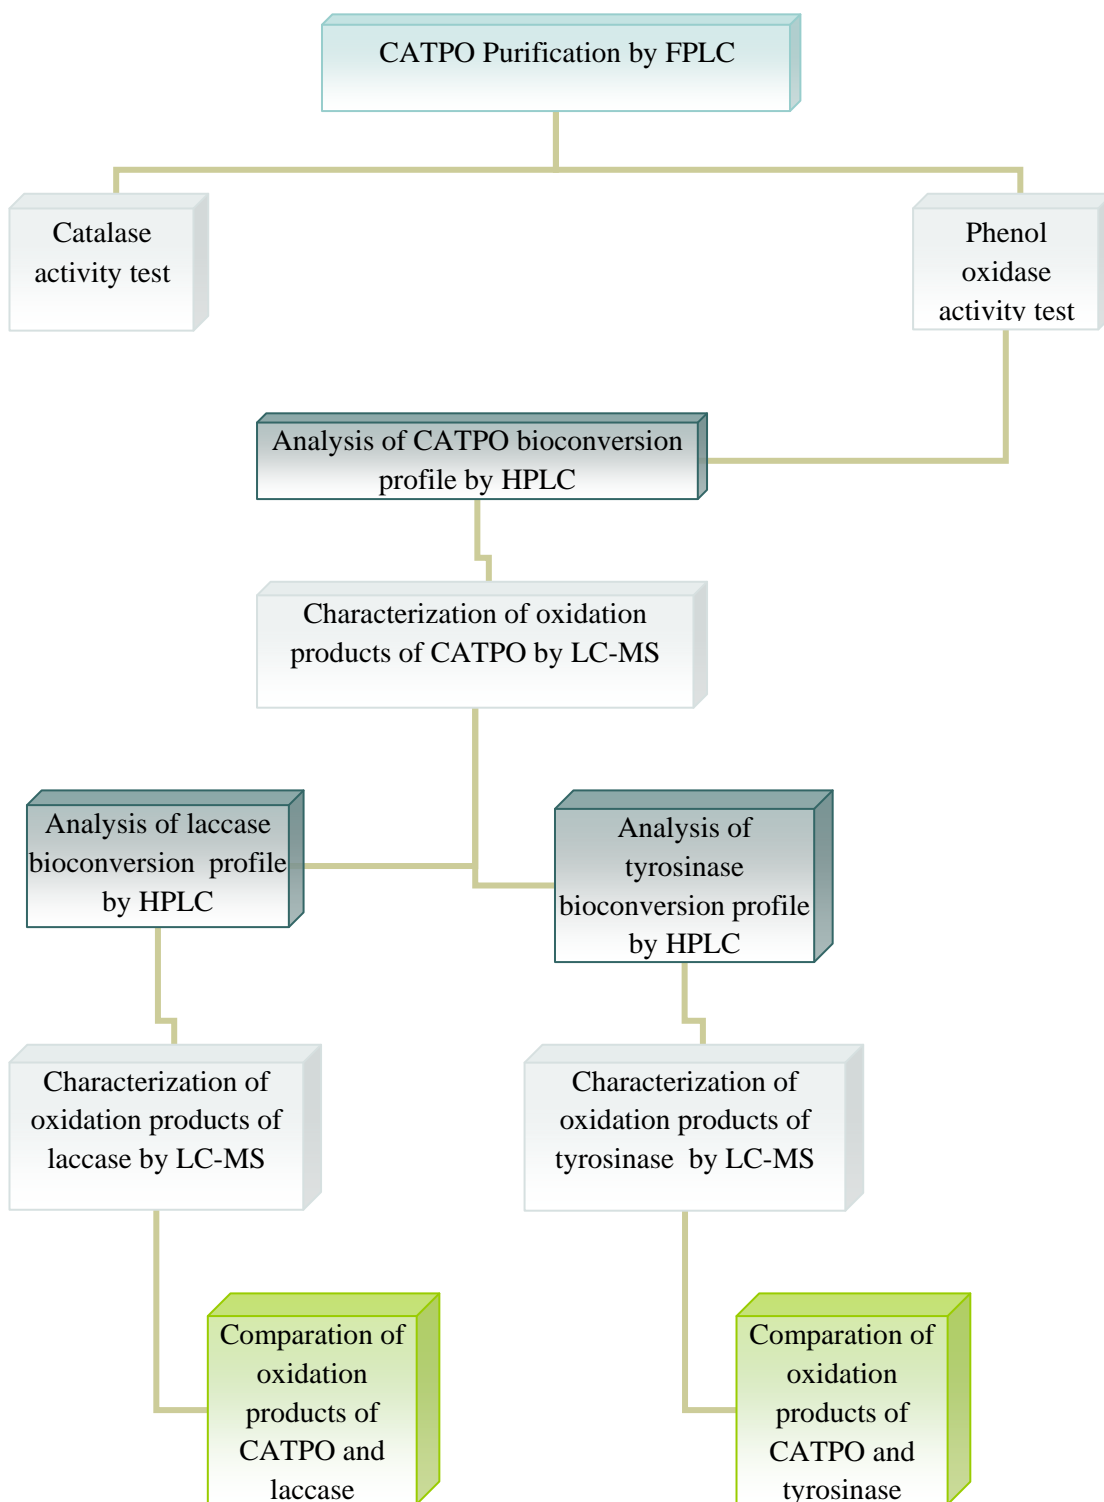 CATPO Purification by FPLC
Catalase
activity test
Phenol
oxidase
activity test
Analysis of CATPO bioconversion
profile by HPLC
Characterization of oxidation
products of CATPO by LC-MS
Analysis of laccase
bioconversion profile
by HPLC
Analysis of
tyrosinase
bioconversion profile
by HPLC
Characterization of
oxidation products of
laccase by LC-MS
Characterization of
oxidation products of
tyrosinase by LC-MS
Comparation of
oxidation
products of
CATPO and
laccase
Comparation of
oxidation
products of
CATPO and
tyrosinase